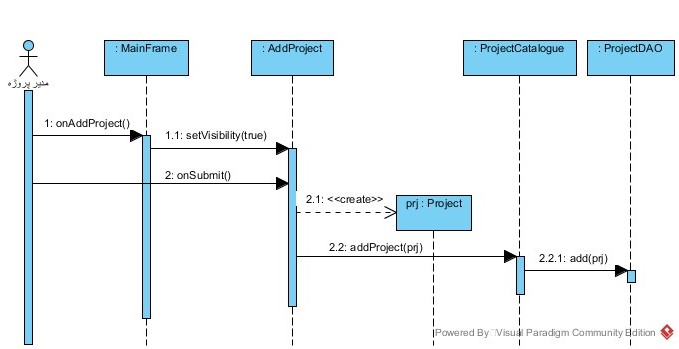 : MainFrame
: AddProject
: ProjectCatalogue
: ProjectDAO
مدیر پروژه
1: onAddProject()
1.1: setVisibility(true)
2: onSubmit()
2.1: <<create>>
prj : Project
2.2: addProject(prj)
2.2.1: add(prj)
Powered By Visual Paradigm Community Edition